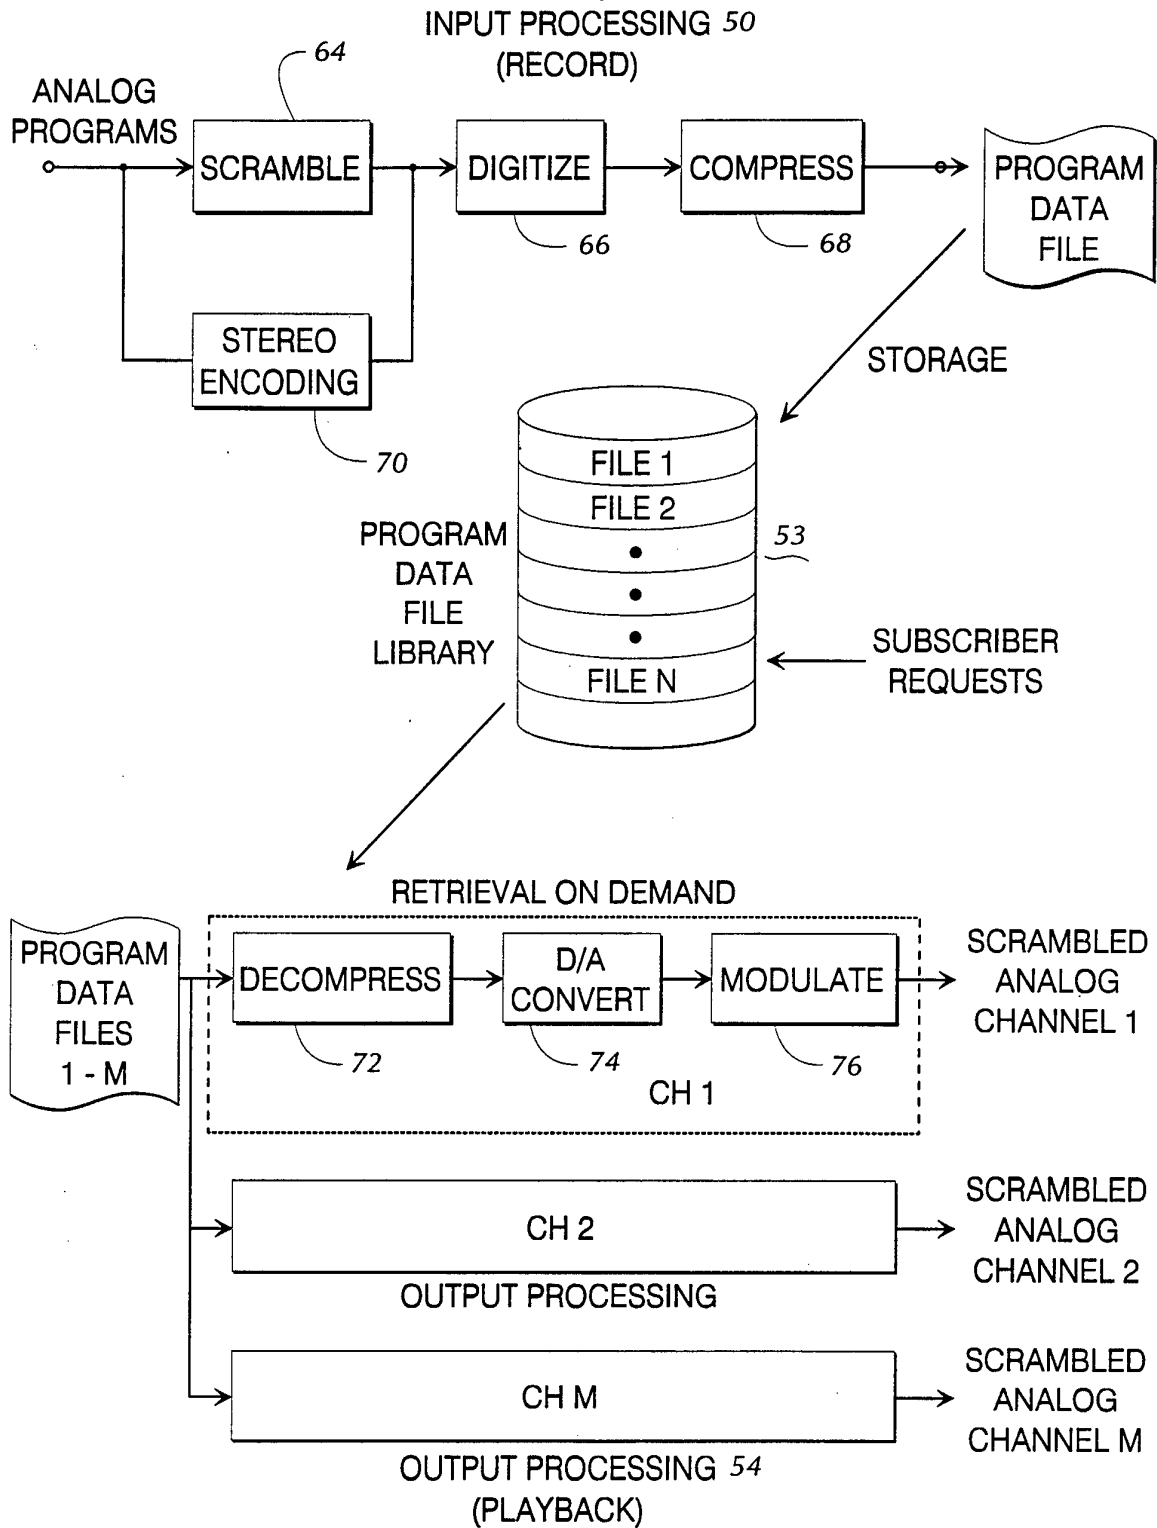 INPUT PROCESSING 50
(RECORD)
64
ANALOG
PROGRAMS
SCRAMBLE
DIGITIZE
COMPRESS
PROGRAM
DATA
FILE
66
68
STEREO
ENCODING
70
STORAGE
FILE 1
FILE 2
FILE N
53
PROGRAM
DATA
FILE
LIBRARY
SUBSCRIBER
REQUESTS
RETRIEVAL ON DEMAND
PROGRAM
DATA
FILES
1 - M
DECOMPRESS
D/A
CONVERT
MODULATE
72
74
76
CH 1
SCRAMBLED
ANALOG
CHANNEL 1
CH 2
OUTPUT PROCESSING
SCRAMBLED
ANALOG
CHANNEL 2
CH M
SCRAMBLED
ANALOG
CHANNEL M
OUTPUT PROCESSING 54
(PLAYBACK)